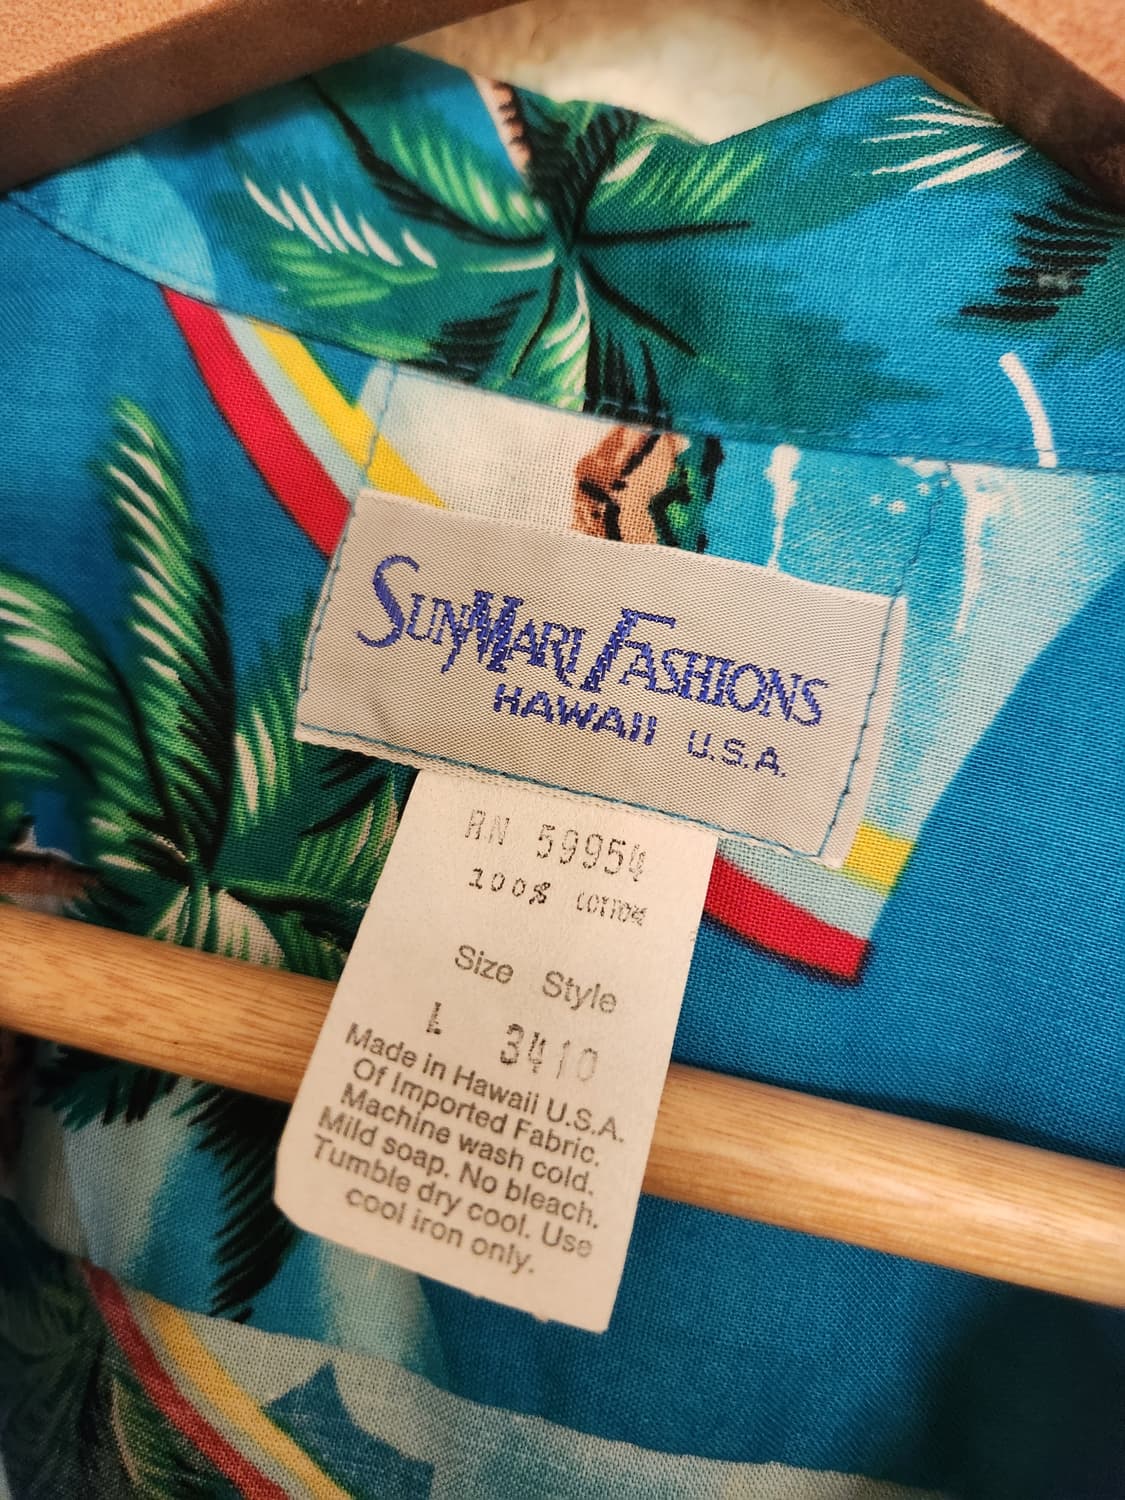 SunMari Fashions
HAWAII U.S.A.
RN 59954
100% COTTON
Size Style
L 3410
Made in Hawaii U.S.A.
Of Imported Fabric.
Machine wash cold.
Mild soap. No bleach.
Tumble dry cool. Use
cool iron only.